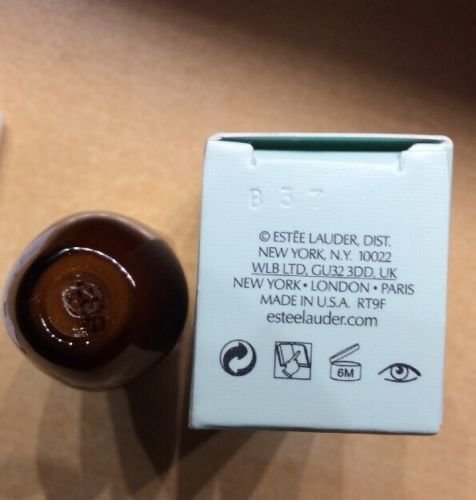 B 3 7
© ESTĒE LAUDER, DIST.
NEW YORK, N.Y. 10022
WLB LTD, GU32 3DD, UK
NEW YORK • LONDON • PARIS
MADE IN U.S.A. RT9F
esteelauder.com
6M